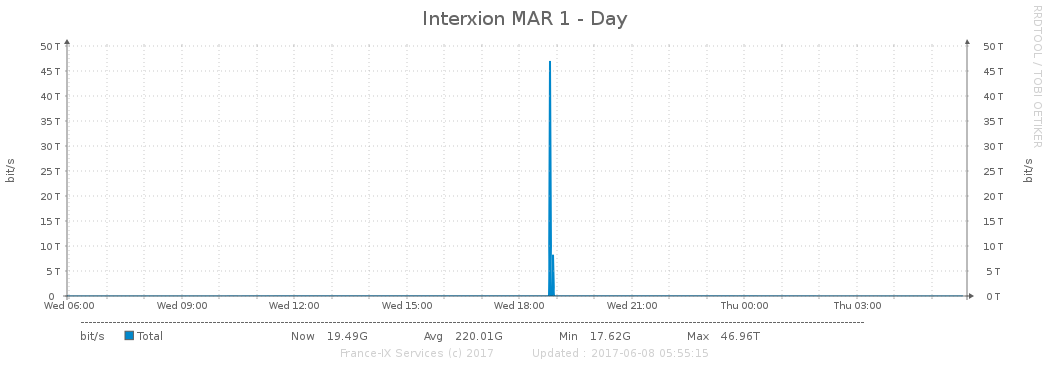 Interxion MAR 1 - Day
RRDTOOL / TOBI OETIKER
bit/s
50 T 50 T
45 T 45 T
40 T 40 T
35 T 35 T
30 T 30 T
25 T 25 T
20 T 20 T
15 T 15 T
10 T 10 T
5 T 5 T
0 0 T
bit/s
Wed 06:00 Wed 09:00 Wed 12:00 Wed 15:00 Wed 18:00 Wed 21:00 Thu 00:00 Thu 03:00
bit/s Total Now 19.49G Avg 220.01G Min 17.62G Max 46.96T
France-IX Services (c) 2017 Updated : 2017-06-08 05:55:15